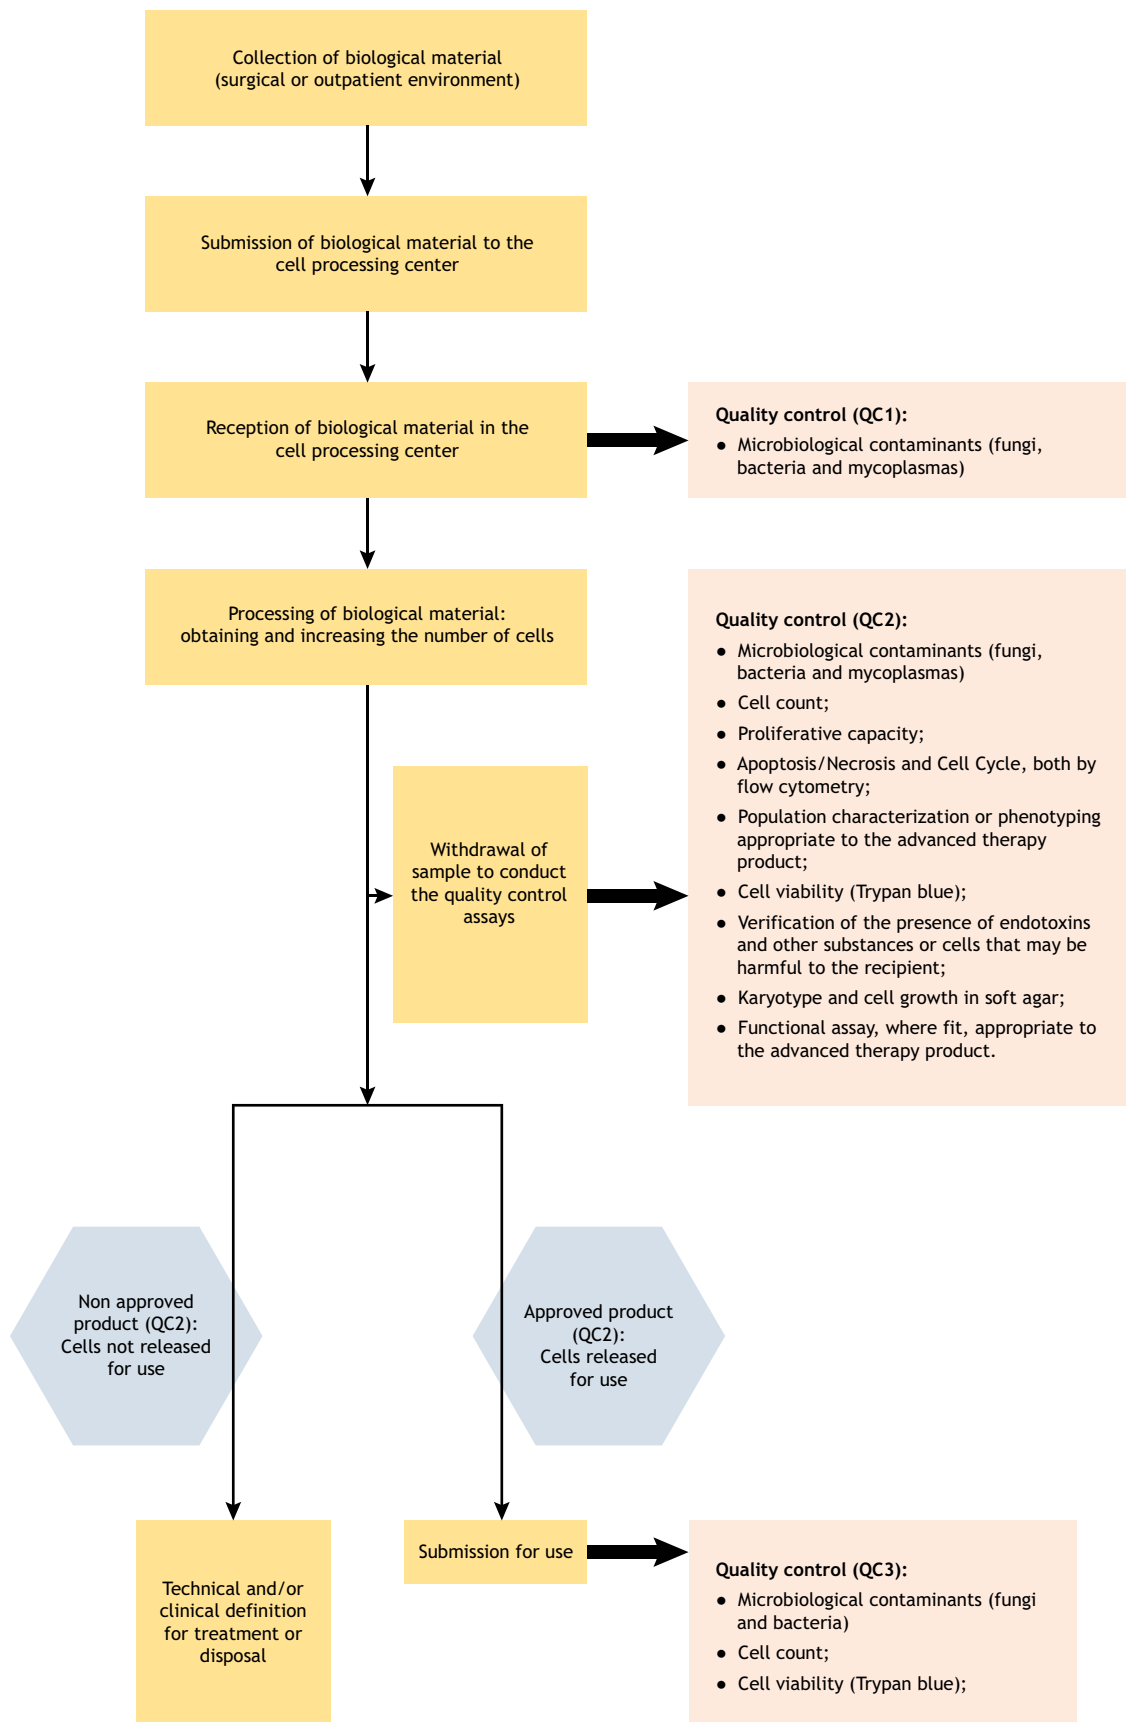 Collection of biological material
(surgical or outpatient environment)
Submission of biological material to the
cell processing center
Reception of biological material in the
cell processing center
Quality control (QC1):
● Microbiological contaminants (fungi,
bacteria and mycoplasmas)
Processing of biological material:
obtaining and increasing the number of cells
Withdrawal of
sample to conduct
the quality control
assays
Quality control (QC2):
● Microbiological contaminants (fungi,
bacteria and mycoplasmas)
● Cell count;
● Proliferative capacity;
● Apoptosis/Necrosis and Cell Cycle, both by
flow cytometry;
● Population characterization or phenotyping
appropriate to the advanced therapy
product;
● Cell viability (Trypan blue);
● Verification of the presence of endotoxins
and other substances or cells that may be
harmful to the recipient;
● Karyotype and cell growth in soft agar;
● Functional assay, where fit, appropriate to
the advanced therapy product.
Non approved
product (QC2):
Cells not released
for use
Approved product
(QC2):
Cells released
for use
Technical and/or
clinical definition
for treatment or
disposal
Submission for use
Quality control (QC3):
● Microbiological contaminants (fungi
and bacteria)
● Cell count;
● Cell viability (Trypan blue);